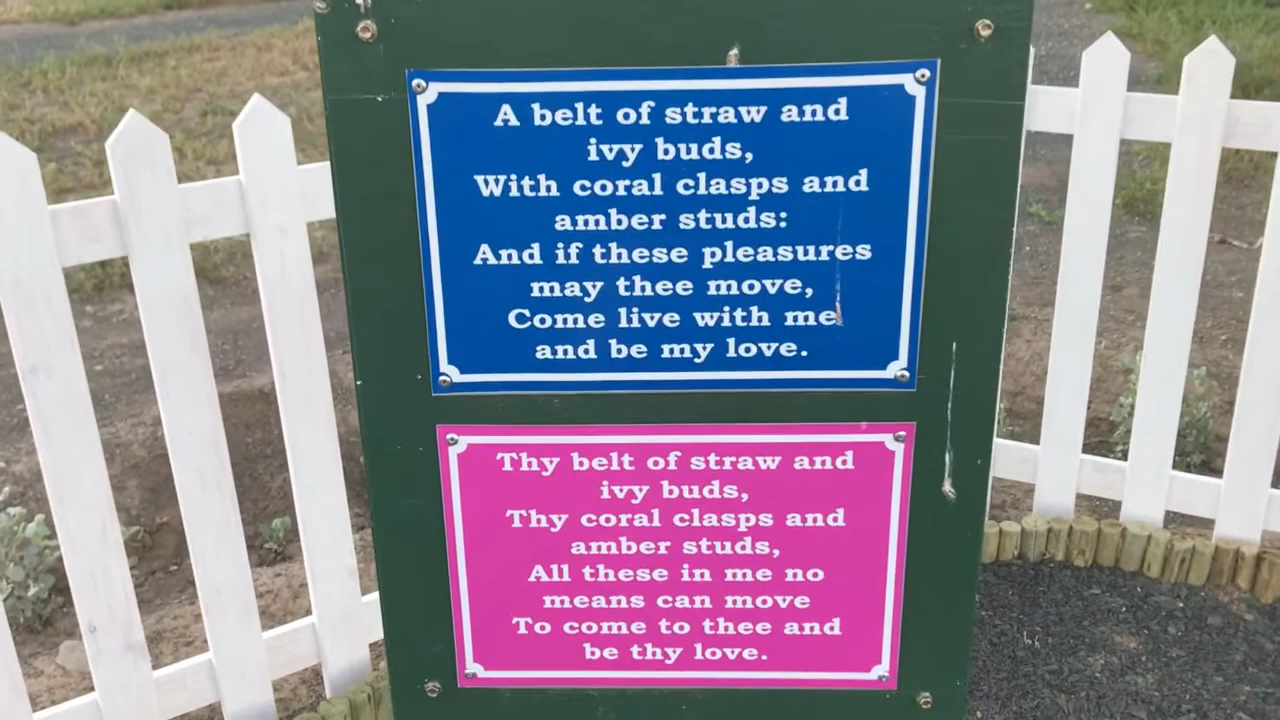 A belt of straw and
ivy buds,
With coral clasps and
amber studs:
And if these pleasures
may thee move,
Come live with me
and be my love.
Thy belt of straw and
ivy buds,
Thy coral clasps and
amber studs,
All these in me no
means can move
To come to thee and
be thy love.